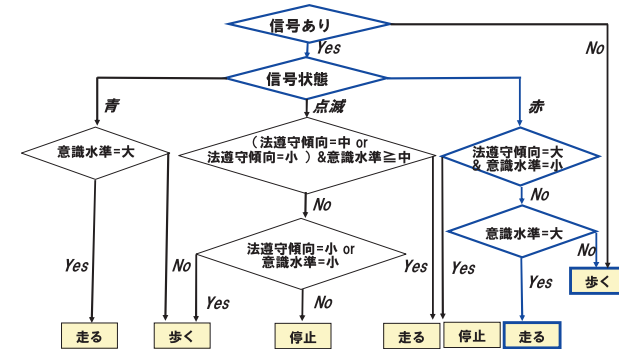 信号あり
Yes
No
信号状態
青
点滅
赤
意識水準=大
(法遵守傾向=中 or
法遵守傾向=小 )&意識水準≧中
法遵守傾向=大
& 意識水準=小
No
No
法遵守傾向=小 or
意識水準=小
意識水準=大
No
Yes
No
Yes
Yes
歩く
Yes
No
Yes
走る
歩く
停止
走る
停止
走る